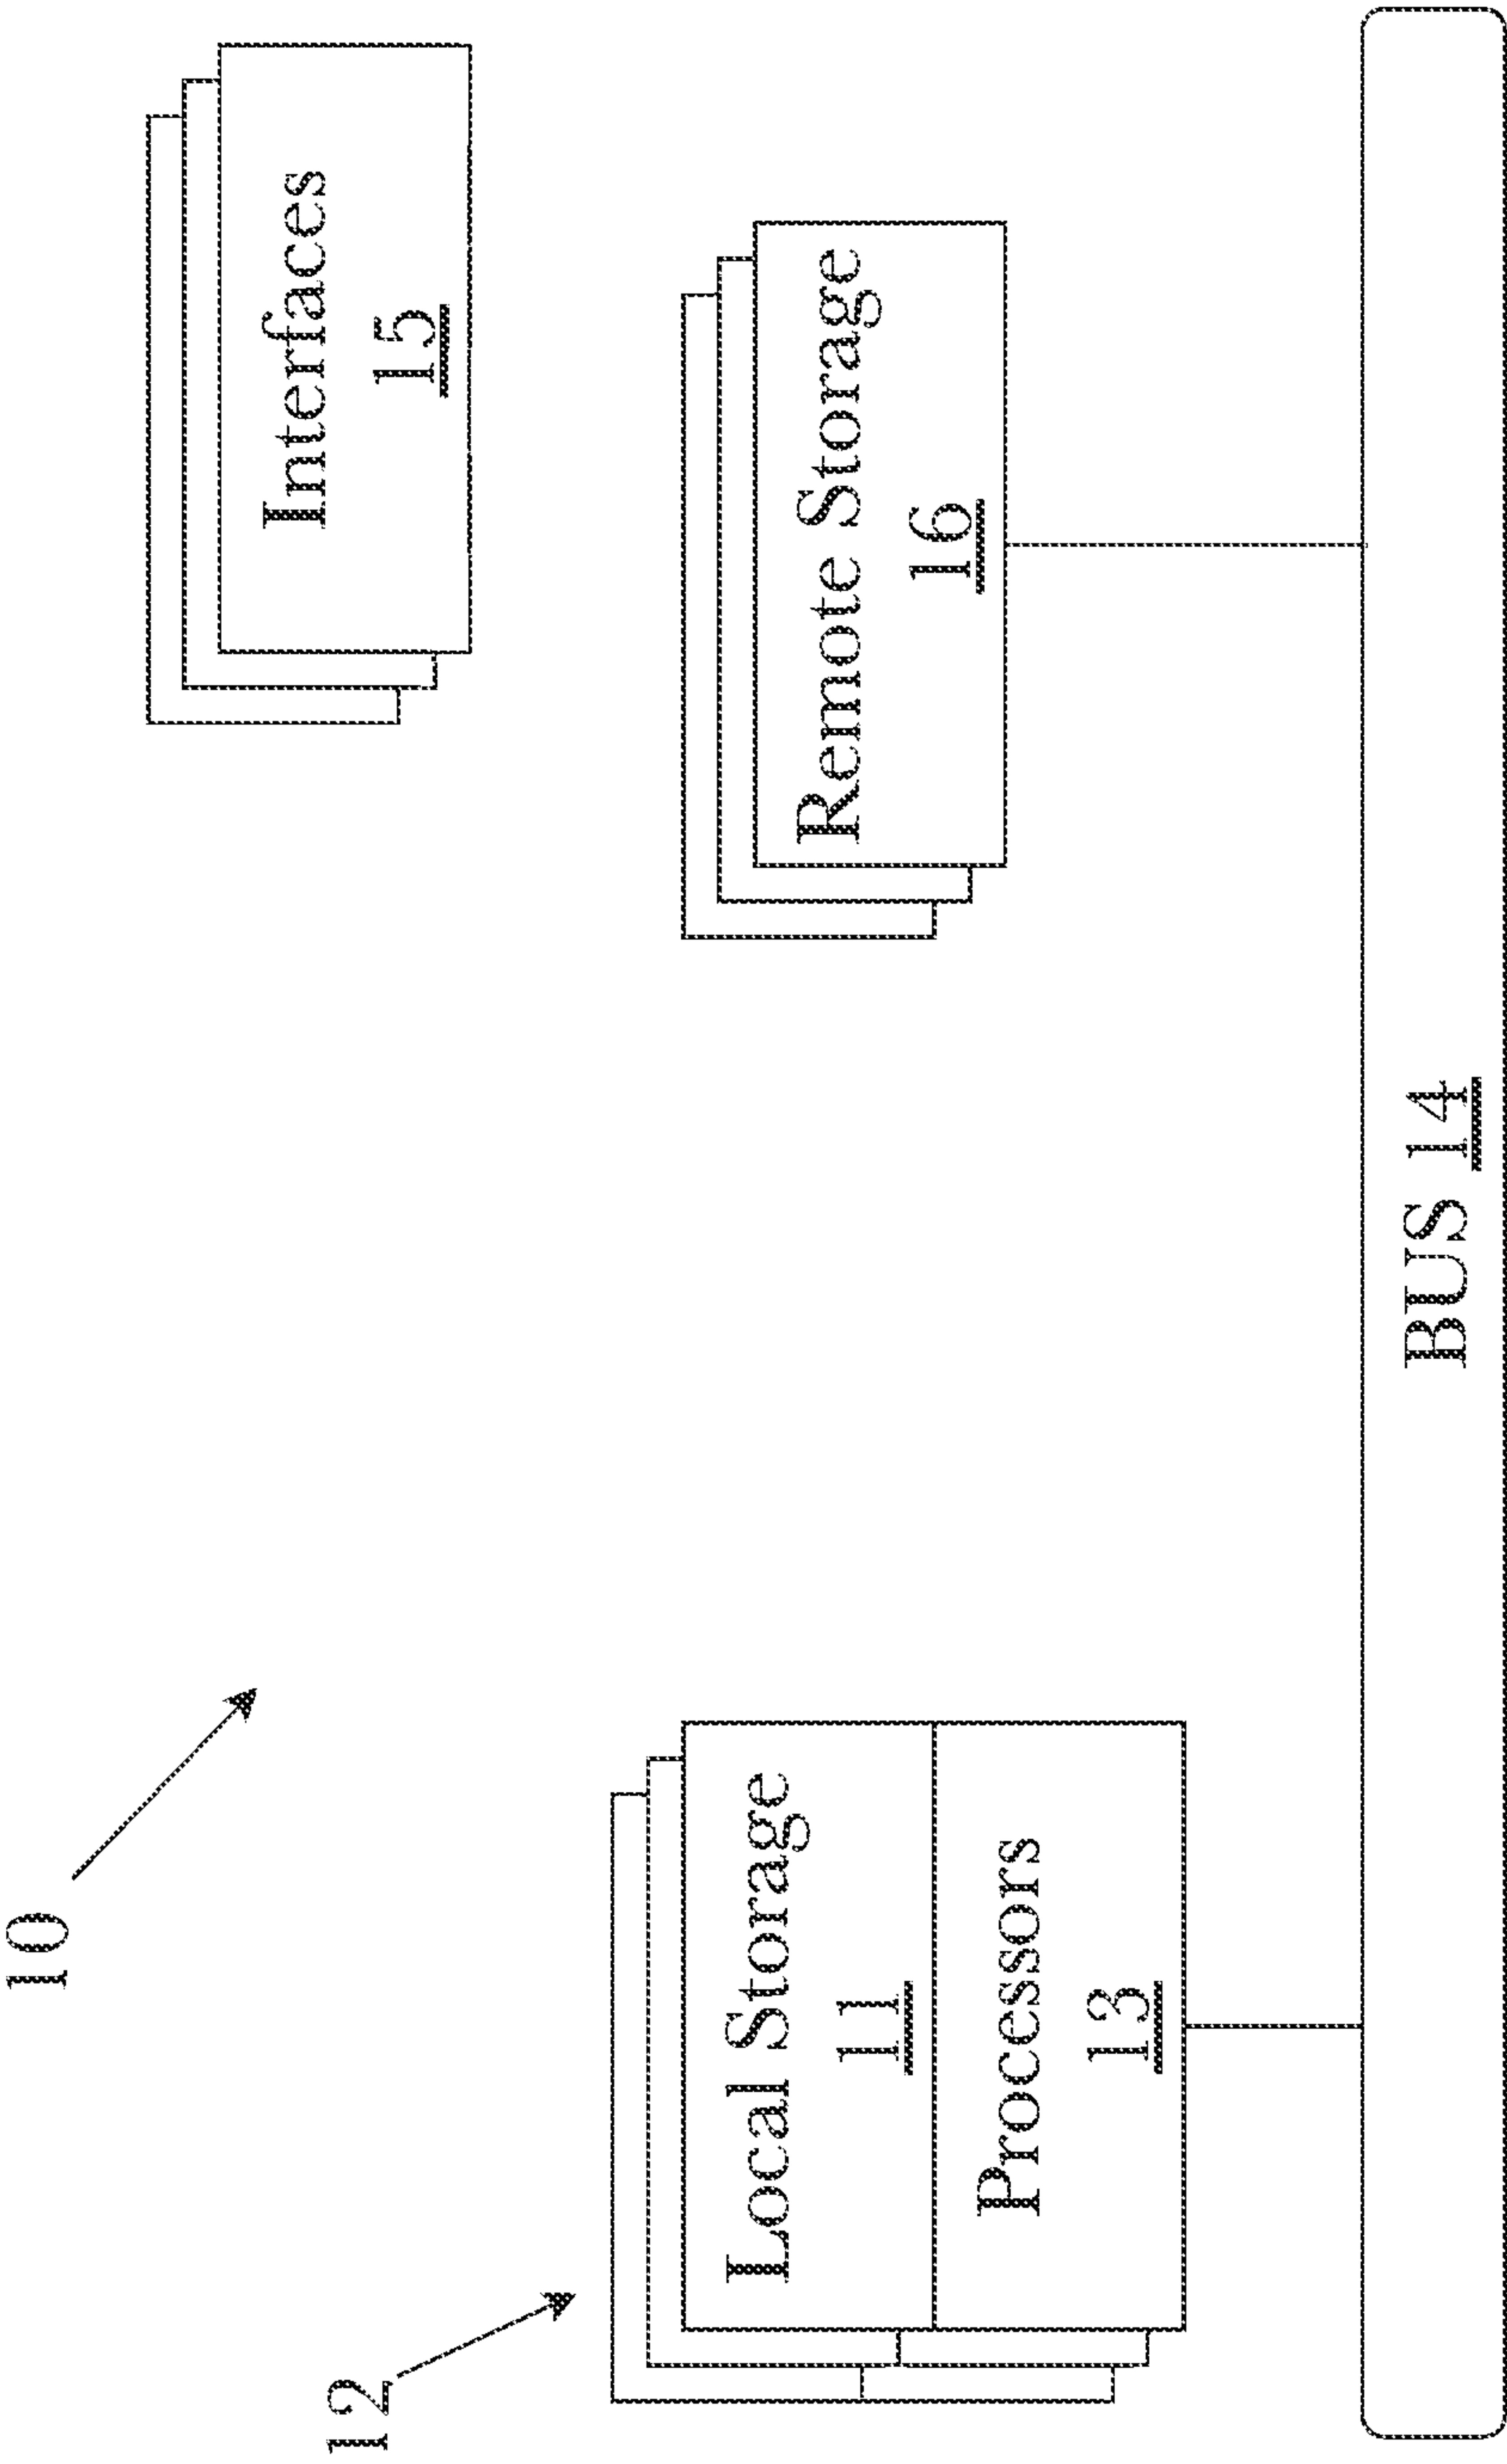 10
12
Interfaces
15
Local Storage
11
Remote Storage
16
Processors
13
BUS 14